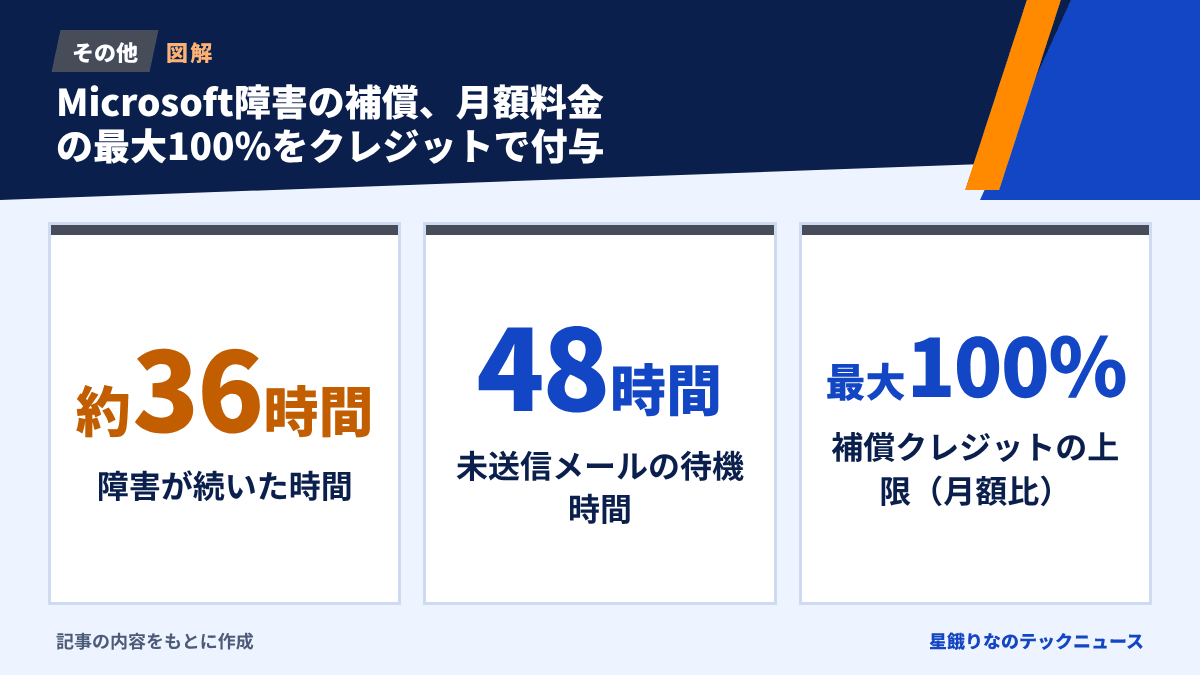 その他 図解
Microsoft障害の補償、月額料金
の最大100%をクレジットで付与
約36時間
障害が続いた時間
48時間
未送信メールの待機
時間
最大100%
補償クレジットの上
限（月額比）
記事の内容をもとに作成
星餓りなのテックニュース